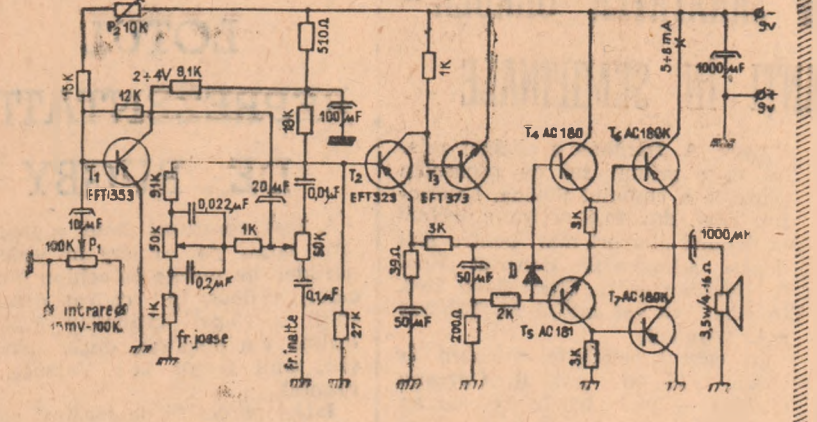 P2 10K
510Ω
9V
5÷8mA
1000µF
9V
15K
12K
2÷4V
9,1K
100µF
18K
1K
T4 AC180
T6 AC180K
T1
EFT353
9,1K
0,022µF
20µF
0,01µF
T2
EFT323
T3
EFT373
10µF
100K P1
50K
0,2µF
1K
50K
3K
39Ω
50µF
3K
1000µF
D
intrare
15mV-100K
1K
fr.joase
0,1µF
fr.inalte
27K
50µF
200Ω
2K
T5 AC181
T7 AC180K
3K
3,5w/4-16Ω